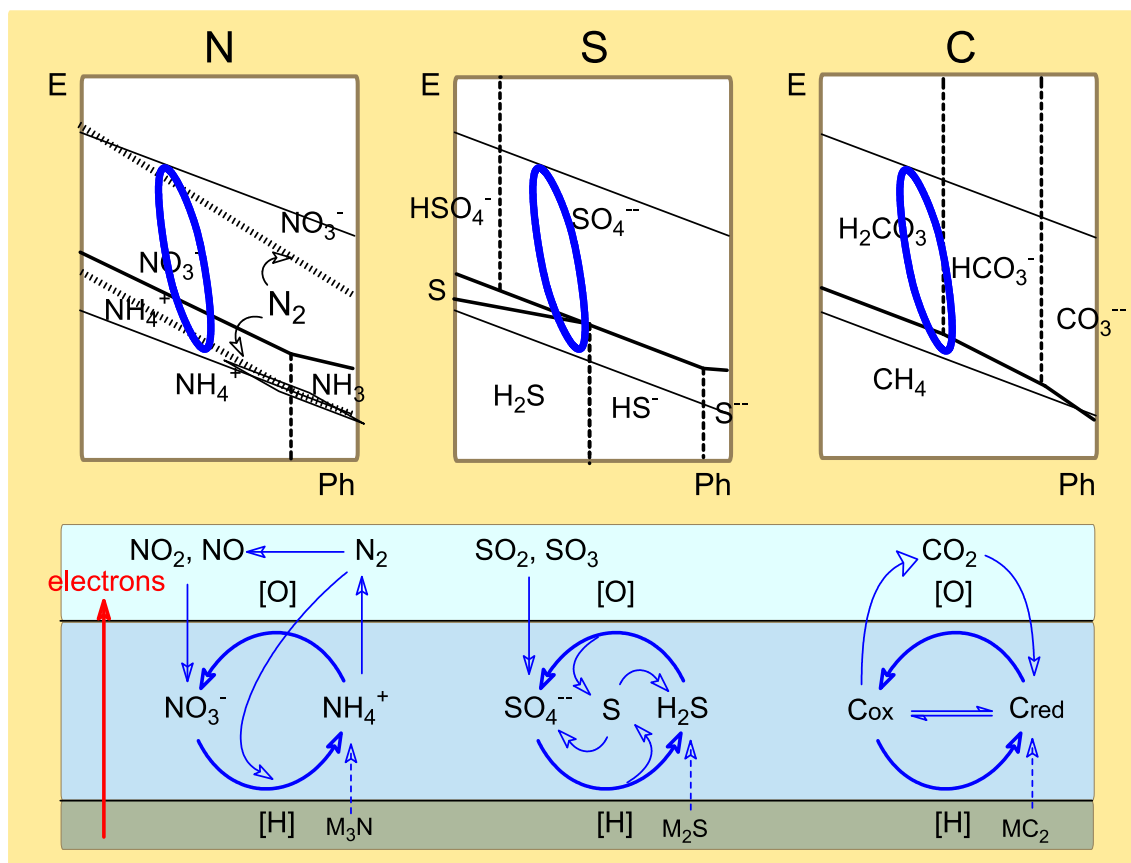 N
S
C
E
E
E
NO₃⁻
NO₃⁻
NH₄⁺
N₂
NH₄⁺
NH₃
HSO₄⁻
SO₄⁻⁻
S
H₂S
HS⁻
S⁻⁻
H₂CO₃
HCO₃⁻
CO₃⁻⁻
CH₄
Ph
Ph
Ph
NO₂, NO
N₂
SO₂, SO₃
CO₂
electrons
[O]
[O]
[O]
NO₃⁻
NH₄⁺
SO₄⁻⁻
S
H₂S
Cox
Cred
[H]
M₃N
[H]
M₂S
[H]
MC₂